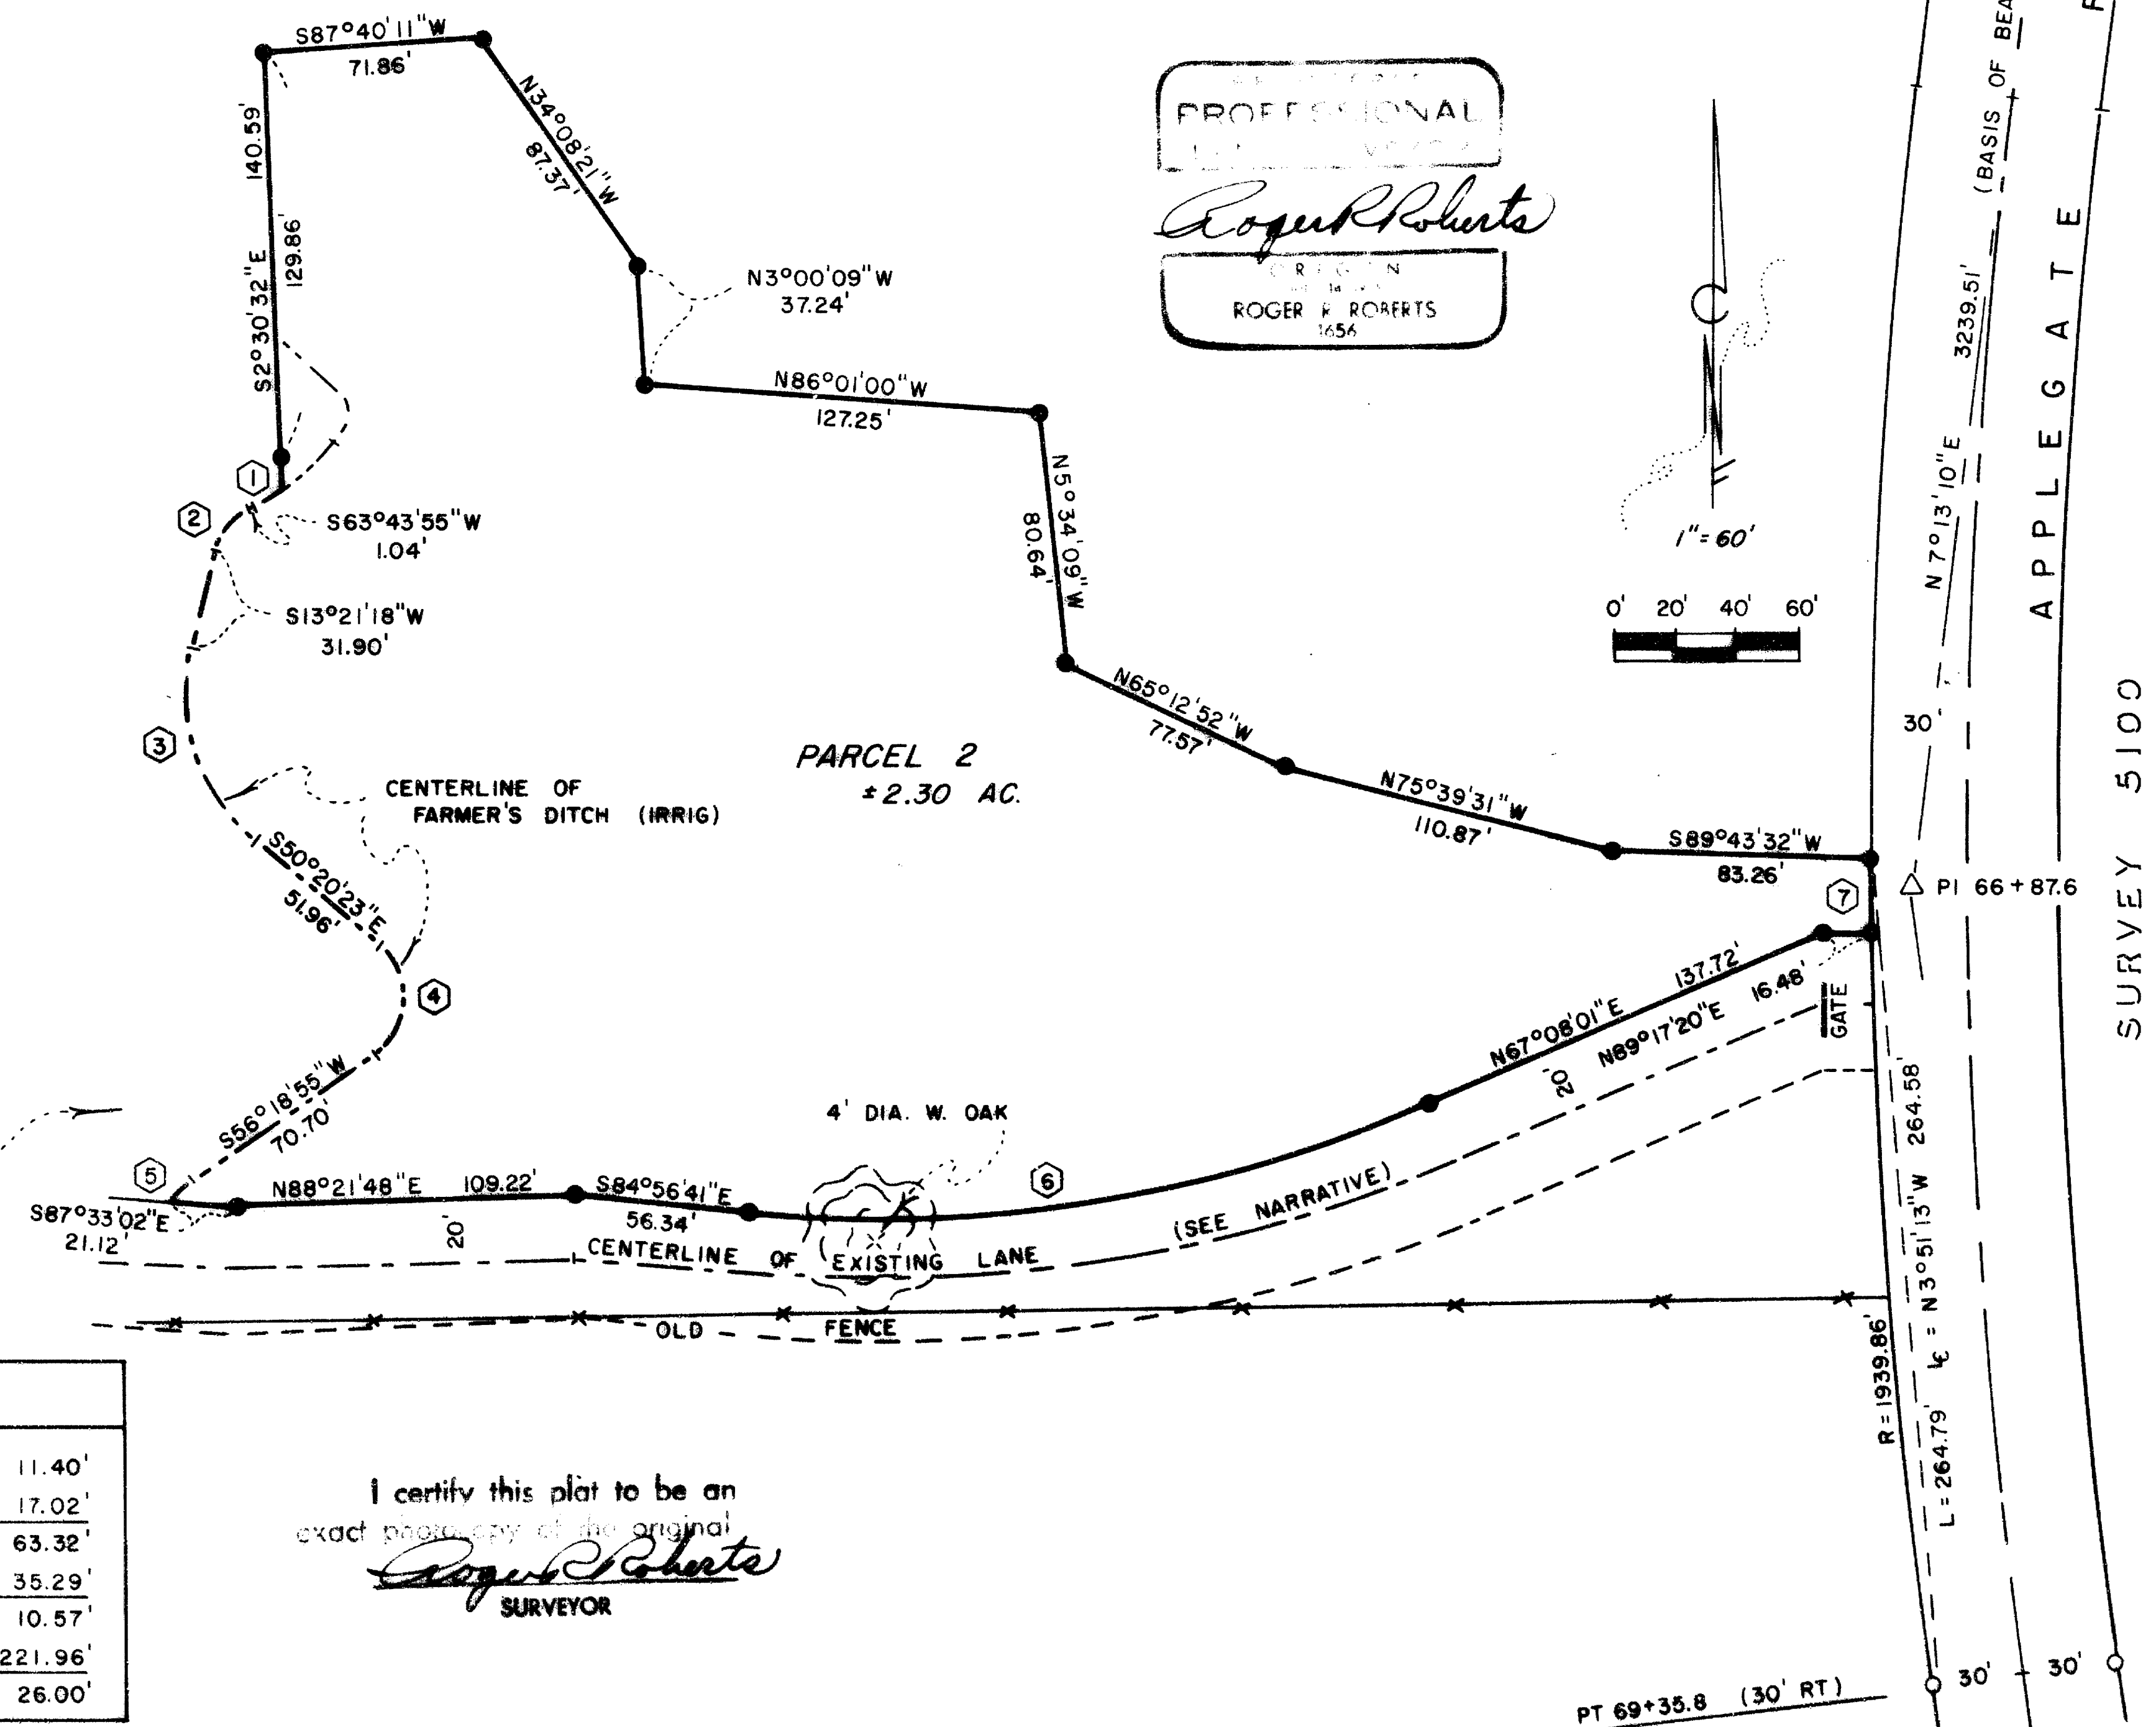 S87°40'11"W
71.86'
N34°08'21"W
87.37'
140.59'
S2°30'32"E
129.86'
N3°00'09"W
37.24'
N86°01'00"W
127.25'
N5°34'09"W
80.64'
PROFESSIONAL
Roger R Roberts
ROGER R ROBERTS
1656
1"=60'
0' 20' 40' 60'
(BASIS OF
3239.51'
N 7°13'10"E
APPLEGATE
SURVEY 5100
1
2
S63°43'55"W
1.04'
S13°21'18"W
31.90'
3
CENTERLINE OF
FARMER'S DITCH (IRRIG)
S50°20'23"E
51.96'
4
S56°18'55"W
70.70'
PARCEL 2
±2.30 AC.
N65°12'52"W
77.57'
N75°39'31"W
110.87'
S89°43'32"W
83.26'
30'
PI 66+87.6
7
137.72'
N67°08'01"E
16.48'
N89°17'20"E
20'
GATE
4' DIA. W. OAK
5
N88°21'48"E 109.22'
S84°56'41"E
56.34'
6
S87°33'02"E
21.12'
20'
(SEE NARRATIVE)
CENTERLINE OF EXISTING LANE
OLD FENCE
264.58'
= N3°51'13"W
R=1939.86'
L=264.79'
11.40'
17.02'
63.32'
35.29'
10.57'
221.96'
26.00'
I certify this plat to be an
exact photocopy of the original
Roger R Roberts
SURVEYOR
30' 30'
PT 69+35.8 (30' RT)